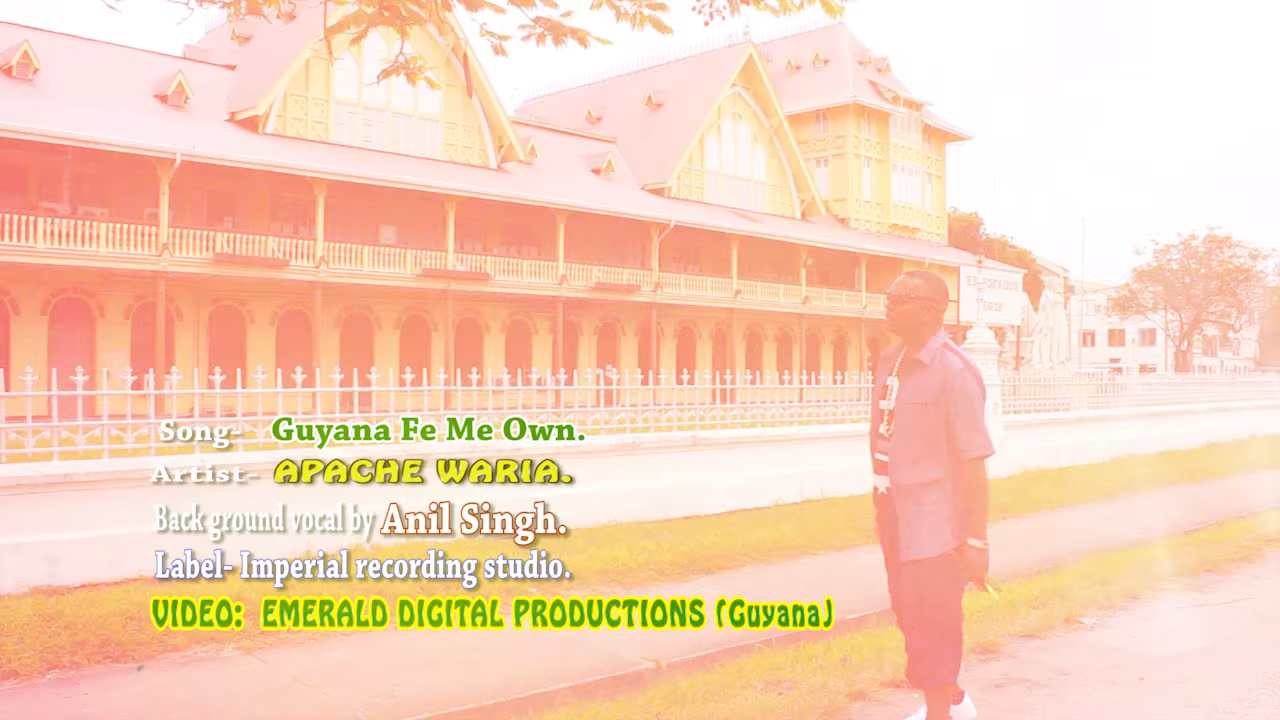 Song- Guyana Fe Me Own.
Artist- APACHE WARIA.
Back ground vocal by Anil Singh.
Label- Imperial recording studio.
VIDEO: EMERALD DIGITAL PRODUCTIONS (Guyana)